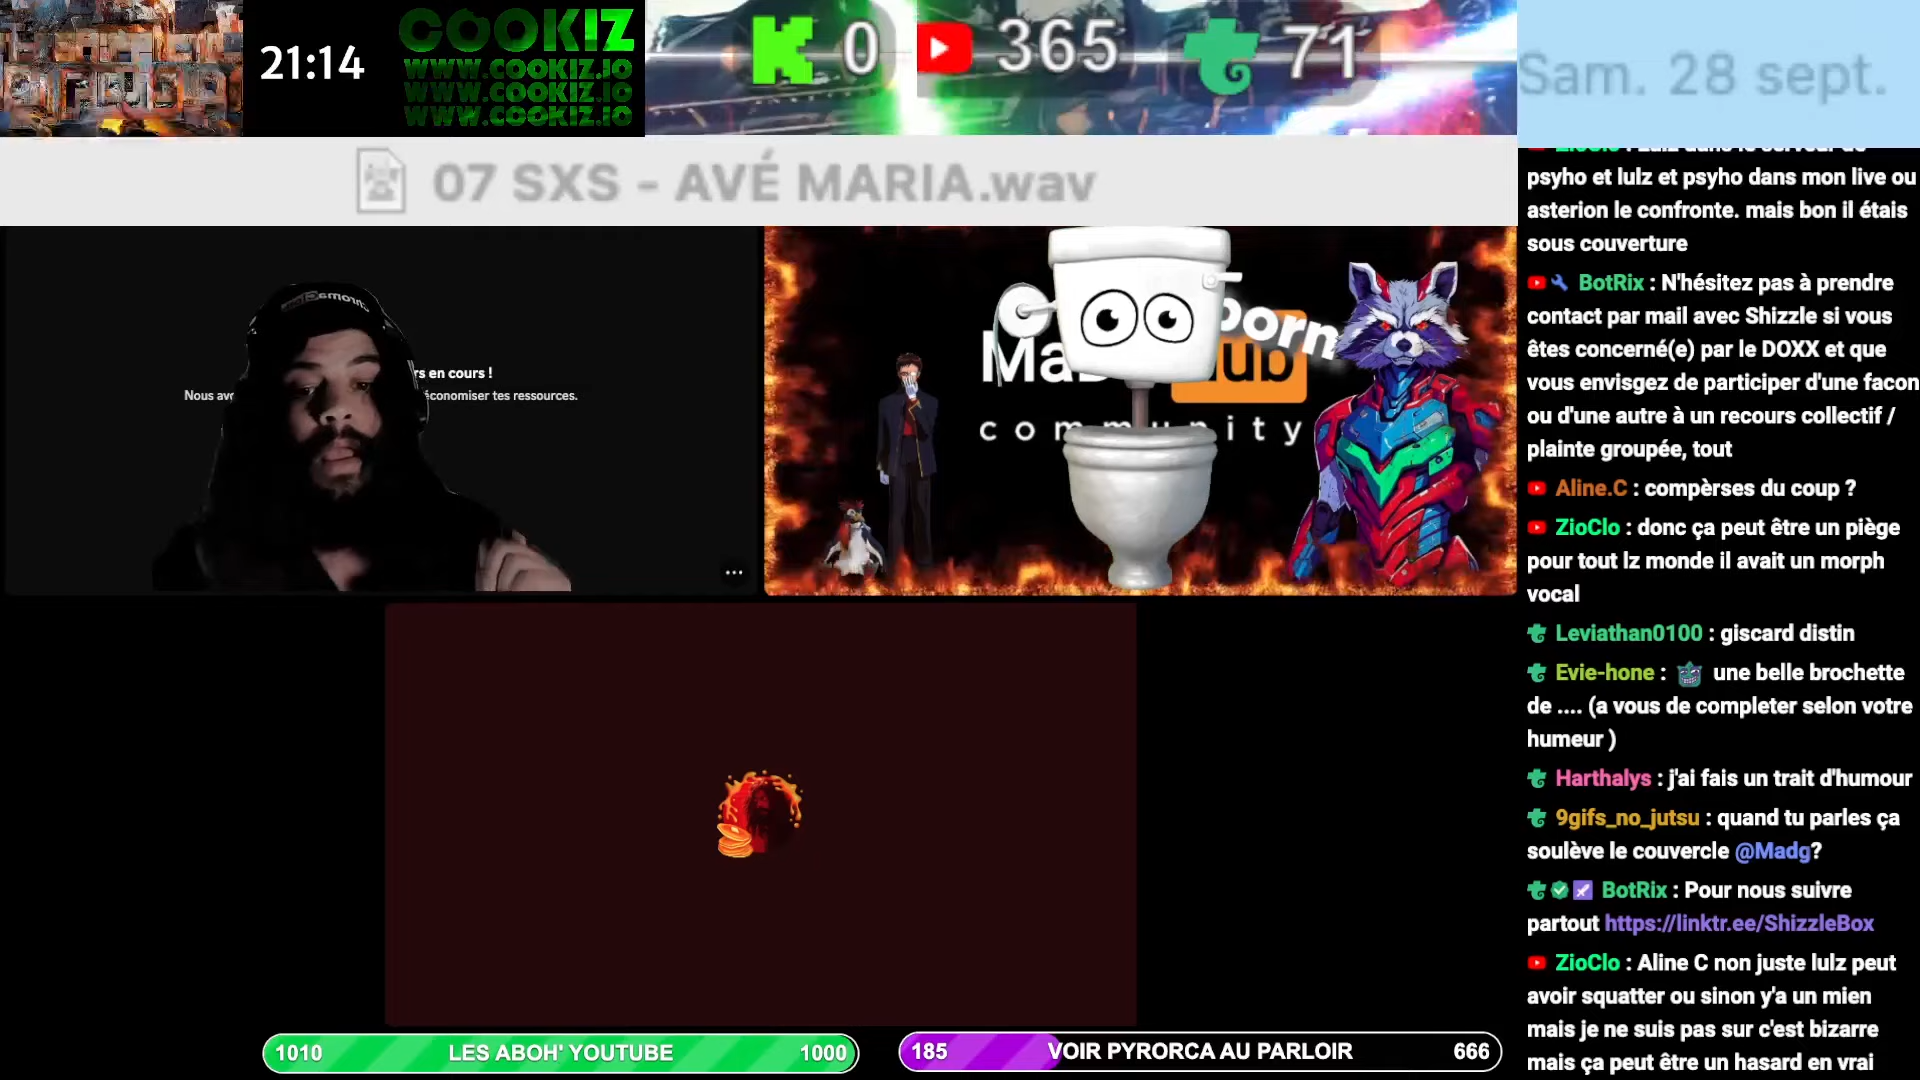 21:14
COOKIZ
WWW.COOKIZ.IO
WWW.COOKIZ.IO
WWW.COOKIZ.IO
0
365
71
Sam. 28 sept.
07 SXS - AVÉ MARIA.wav
rs en cours !
Nous avo
économiser tes ressources.
porn
Ma
ub
community
psyho et lulz et psyho dans mon live ou
asterion le confronte. mais bon il étais
sous couverture
BotRix : N'hésitez pas à prendre
contact par mail avec Shizzle si vous
êtes concerné(e) par le DOXX et que
vous envisgez de participer d'une facon
ou d'une autre à un recours collectif /
plainte groupée, tout
Aline.C : compèrses du coup ?
ZioClo : donc ça peut être un piège
pour tout lz monde il avait un morph
vocal
Leviathan0100 : giscard distin
Evie-hone : une belle brochette
de .... (a vous de completer selon votre
humeur )
Harthalys : j'ai fais un trait d'humour
9gifs_no_jutsu : quand tu parles ça
soulève le couvercle @Madg?
BotRix : Pour nous suivre
partout https://linktr.ee/ShizzleBox
ZioClo : Aline C non juste lulz peut
avoir squatter ou sinon y'a un mien
mais je ne suis pas sur c'est bizarre
mais ça peut être un hasard en vrai
1010 LES ABOH' YOUTUBE 1000
185 VOIR PYRORCA AU PARLOIR 666